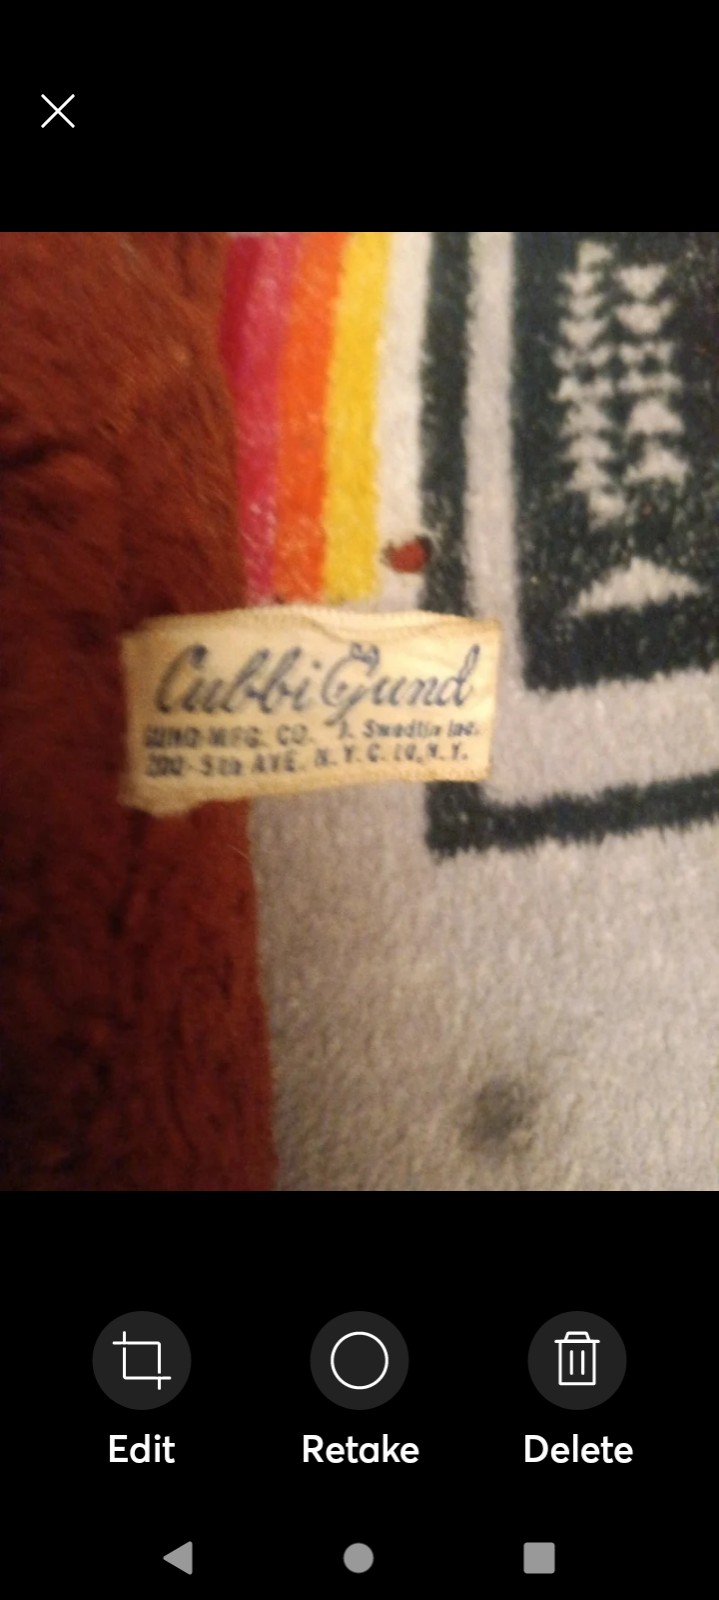 Cubbi Gund
GUND MFG. CO. J. Swedlin Inc.
200-5th AVE. N.Y.C. 10, N.Y.
Edit
Retake
Delete